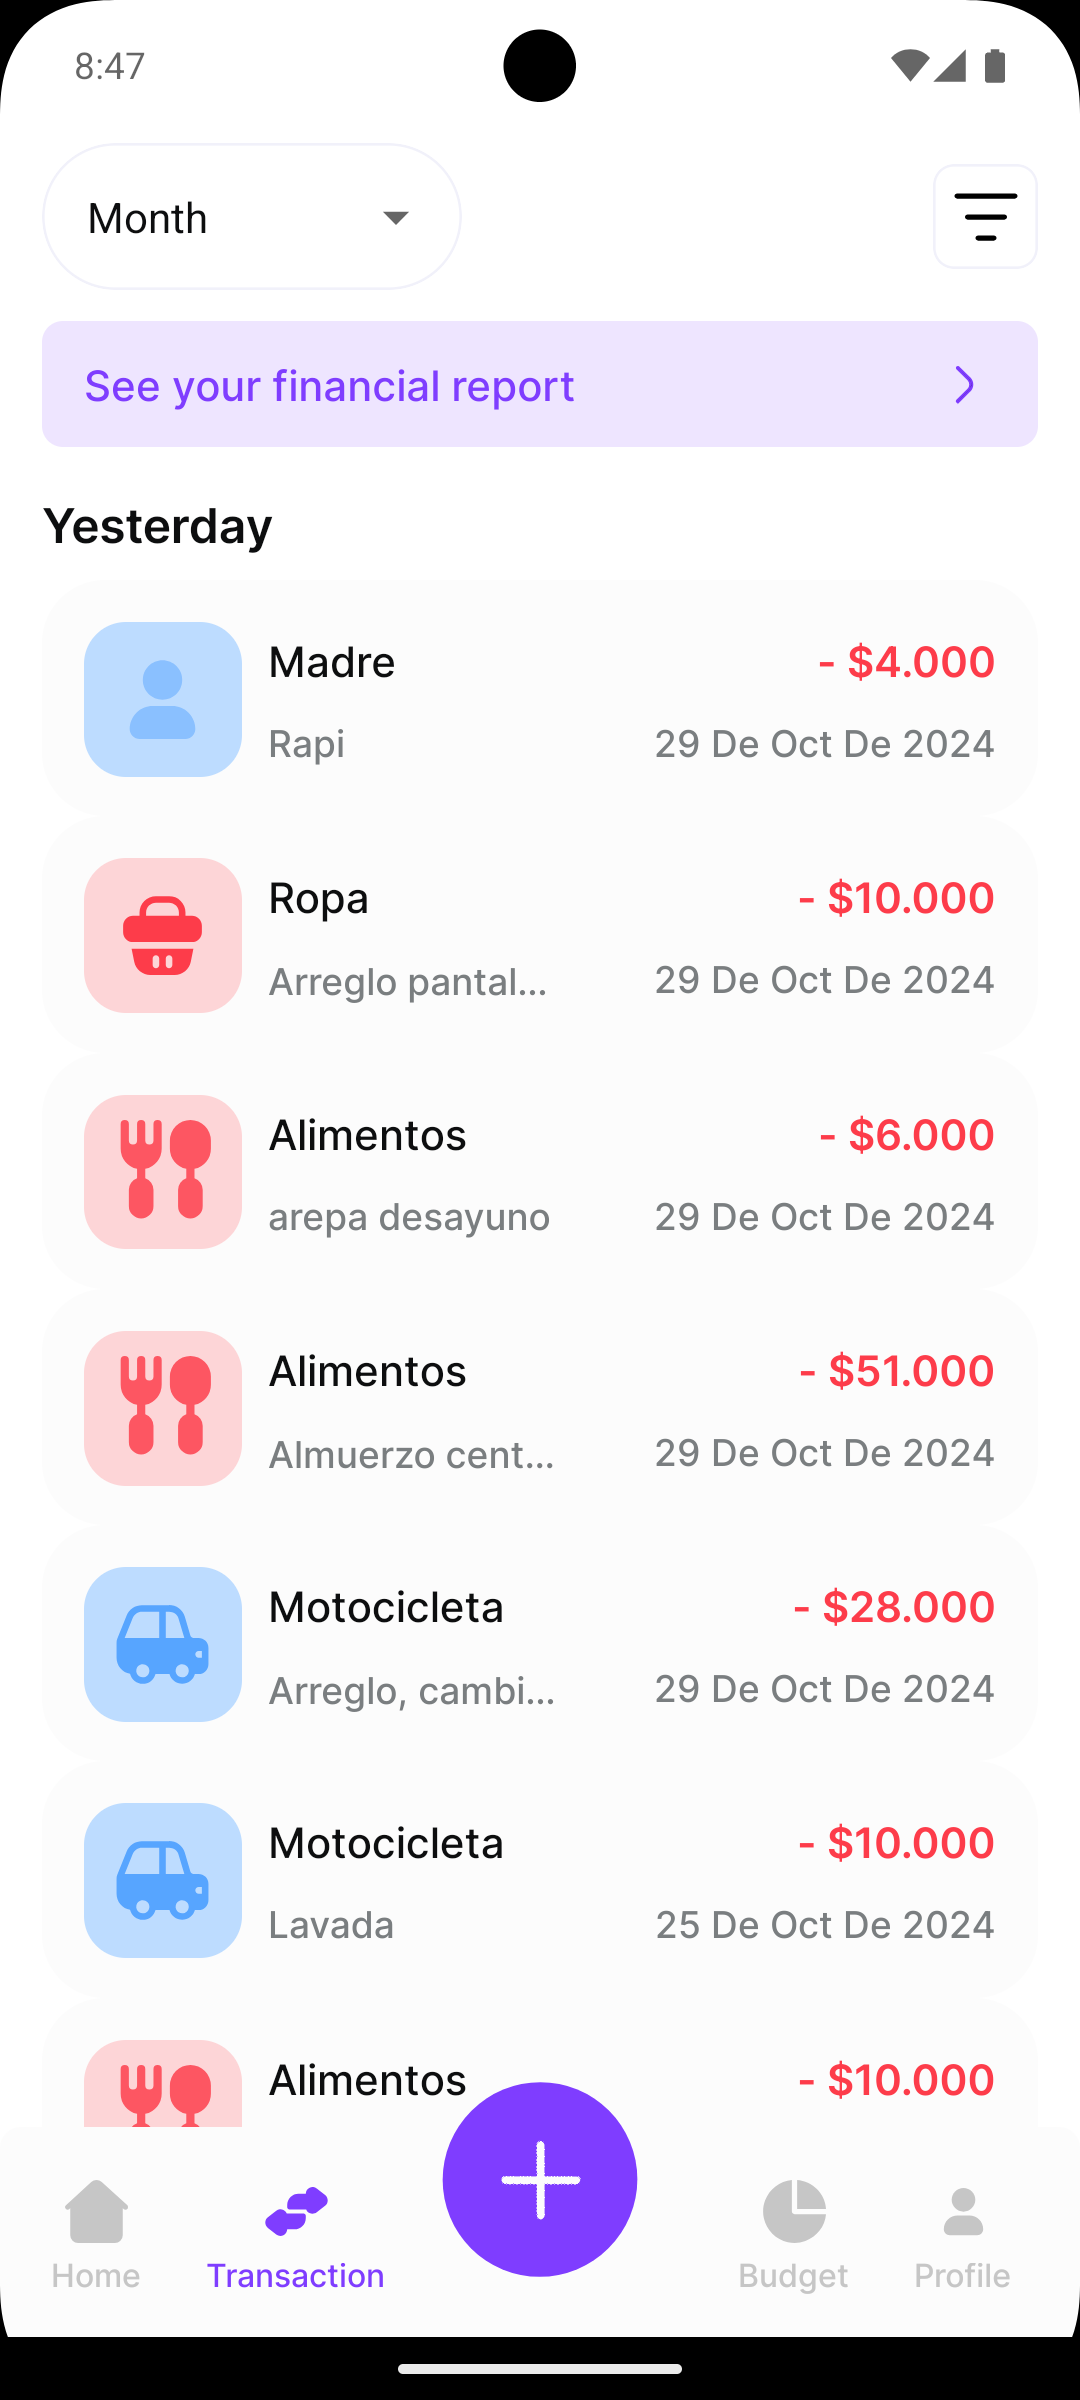 8:47
Month
See your financial report
Yesterday
Madre - $4.000
Rapi 29 De Oct De 2024
Ropa - $10.000
Arreglo pantal... 29 De Oct De 2024
Alimentos - $6.000
arepa desayuno 29 De Oct De 2024
Alimentos - $51.000
Almuerzo cent... 29 De Oct De 2024
Motocicleta - $28.000
Arreglo, cambi... 29 De Oct De 2024
Motocicleta - $10.000
Lavada 25 De Oct De 2024
Alimentos - $10.000
Home Transaction Budget Profile